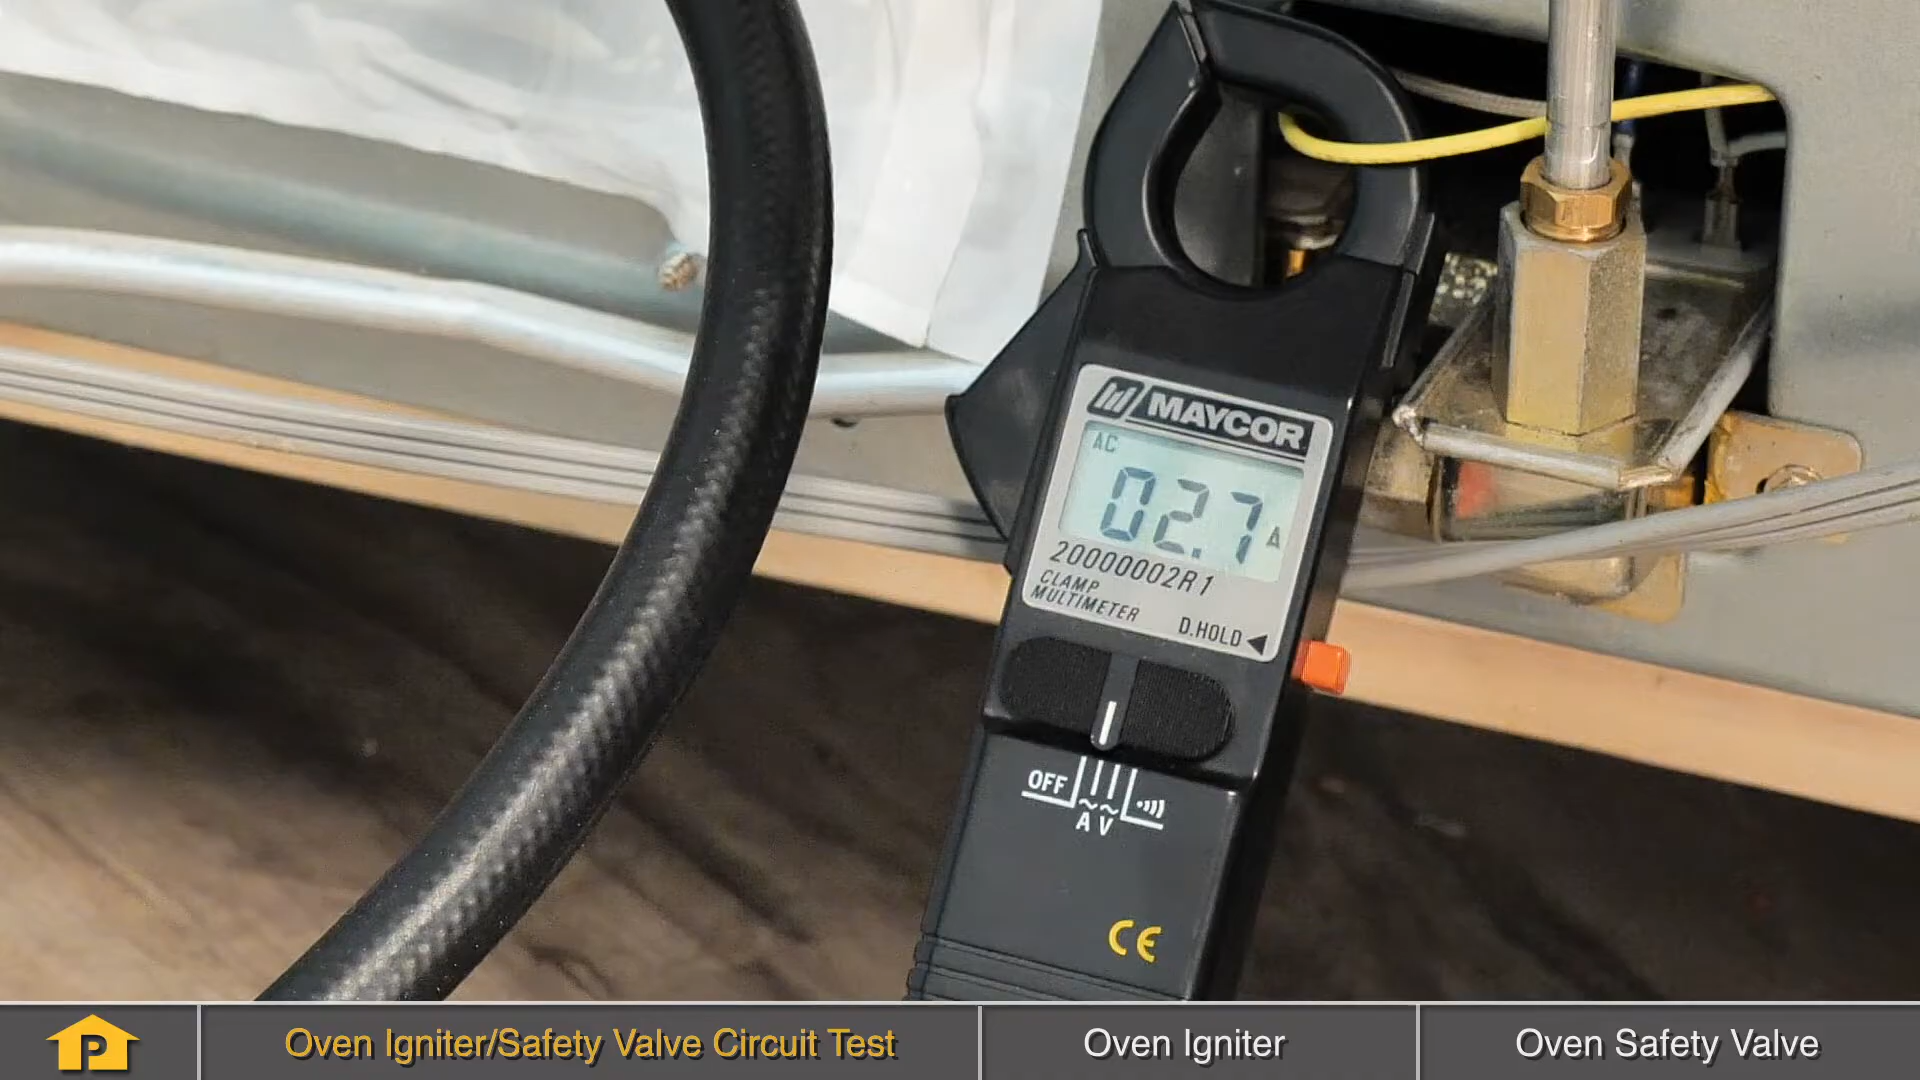 MAYCOR
AC
02.7 A
20000002R1
CLAMP
MULTIMETER
D.HOLD
OFF
A V
CE
P
Oven Igniter/Safety Valve Circuit Test
Oven Igniter
Oven Safety Valve